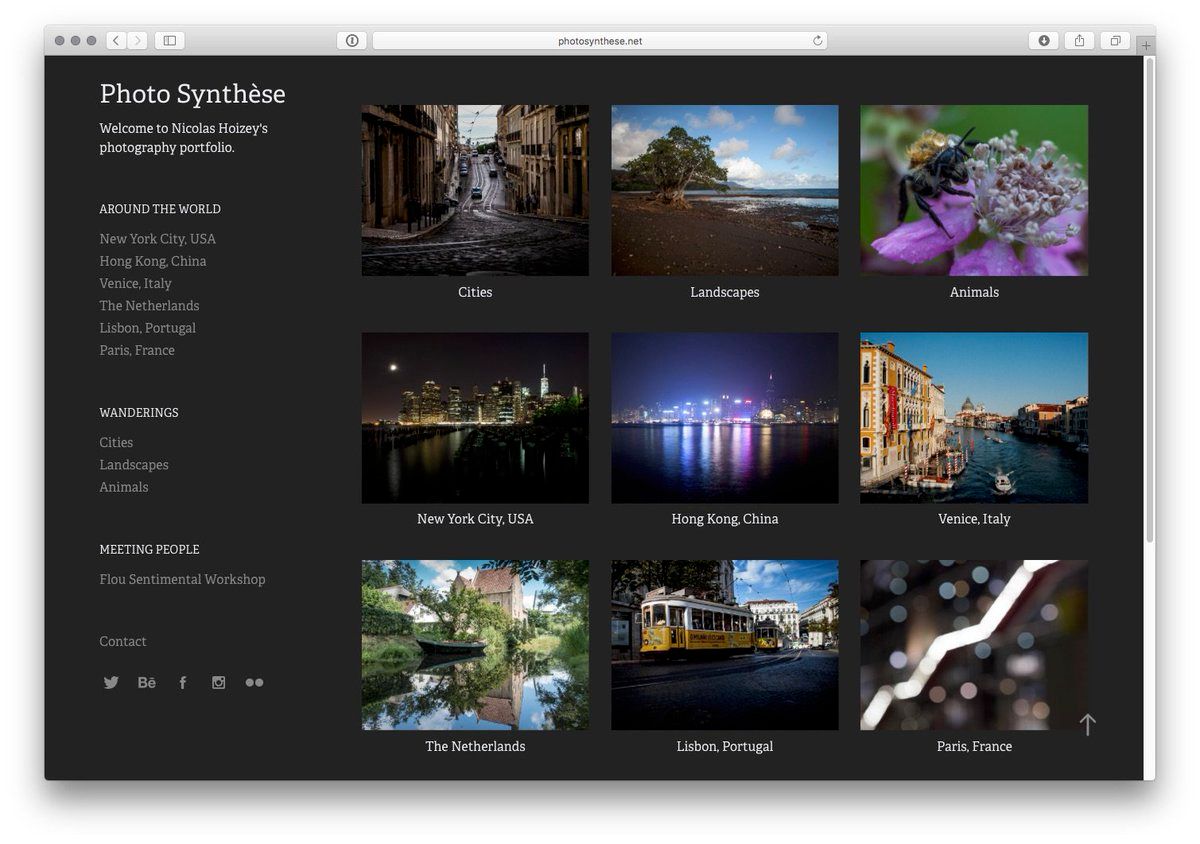 photosynthese.net
Photo Synthèse
Welcome to Nicolas Hoizey's
photography portfolio.
AROUND THE WORLD
New York City, USA
Hong Kong, China
Venice, Italy
The Netherlands
Lisbon, Portugal
Paris, France
WANDERINGS
Cities
Landscapes
Animals
MEETING PEOPLE
Flou Sentimental Workshop
Contact
Bē
Cities
Landscapes
Animals
New York City, USA
Hong Kong, China
Venice, Italy
The Netherlands
Lisbon, Portugal
Paris, France